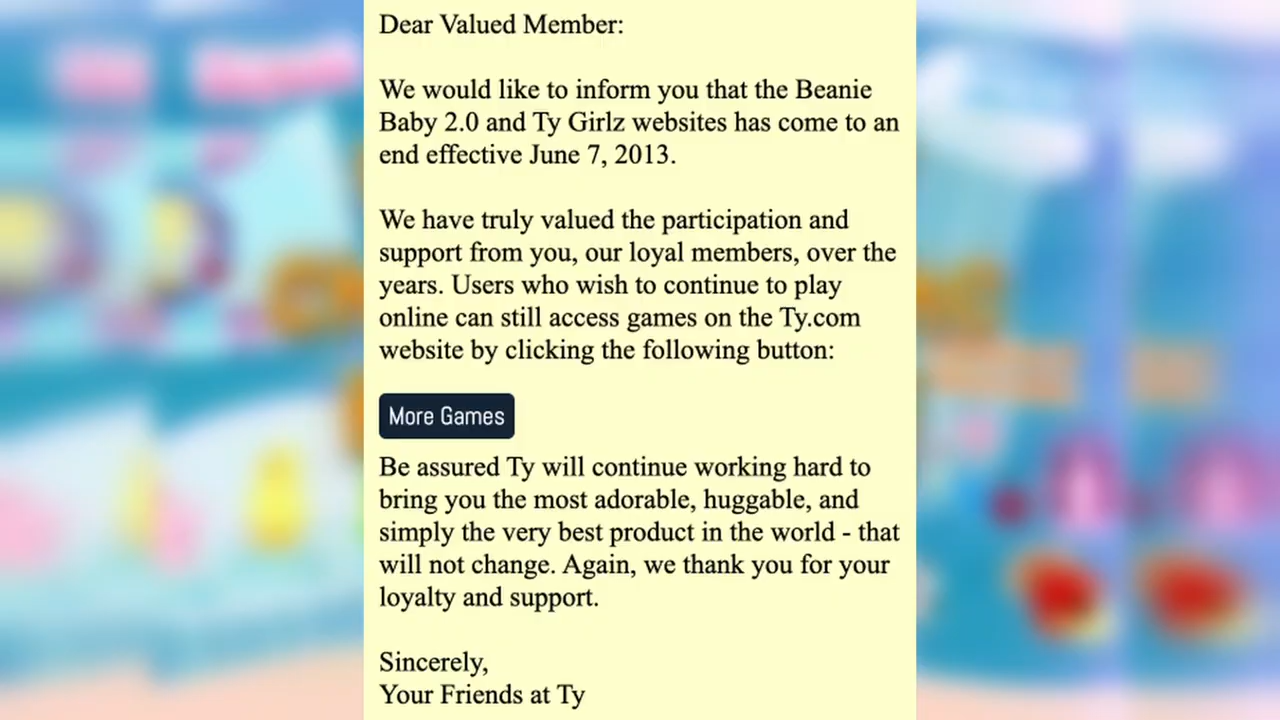 Dear Valued Member:
We would like to inform you that the Beanie
Baby 2.0 and Ty Girlz websites has come to an
end effective June 7, 2013.
We have truly valued the participation and
support from you, our loyal members, over the
years. Users who wish to continue to play
online can still access games on the Ty.com
website by clicking the following button:
More Games
Be assured Ty will continue working hard to
bring you the most adorable, huggable, and
simply the very best product in the world - that
will not change. Again, we thank you for your
loyalty and support.
Sincerely,
Your Friends at Ty